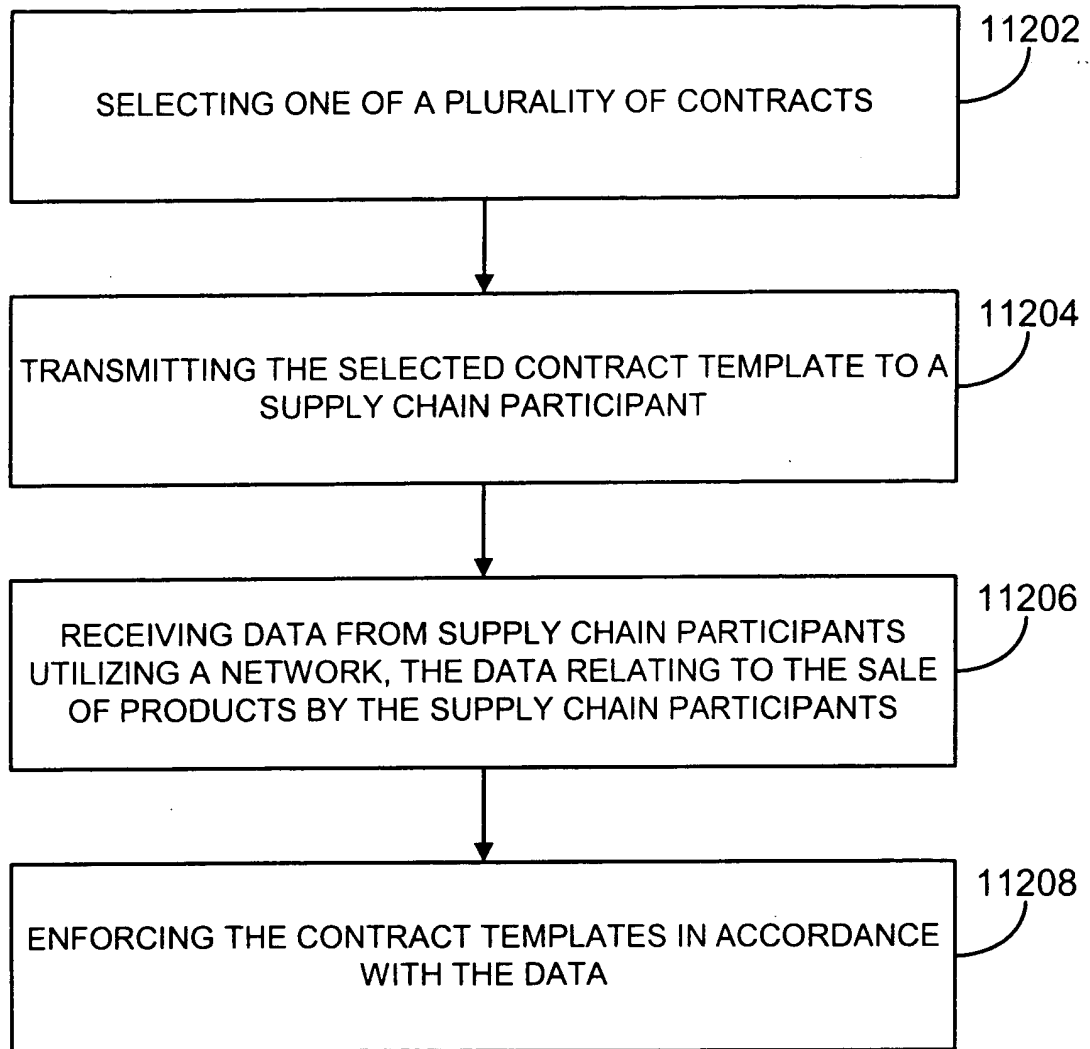 11202
SELECTING ONE OF A PLURALITY OF CONTRACTS
11204
TRANSMITTING THE SELECTED CONTRACT TEMPLATE TO A
SUPPLY CHAIN PARTICIPANT
11206
RECEIVING DATA FROM SUPPLY CHAIN PARTICIPANTS
UTILIZING A NETWORK, THE DATA RELATING TO THE SALE
OF PRODUCTS BY THE SUPPLY CHAIN PARTICIPANTS
11208
ENFORCING THE CONTRACT TEMPLATES IN ACCORDANCE
WITH THE DATA